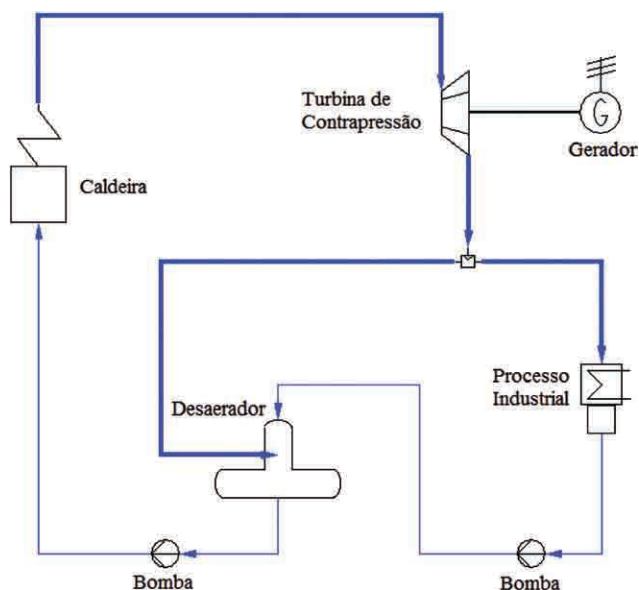 Turbina de
Contrapressão
G
Gerador
Caldeira
Processo
Industrial
Desaerador
Bomba
Bomba